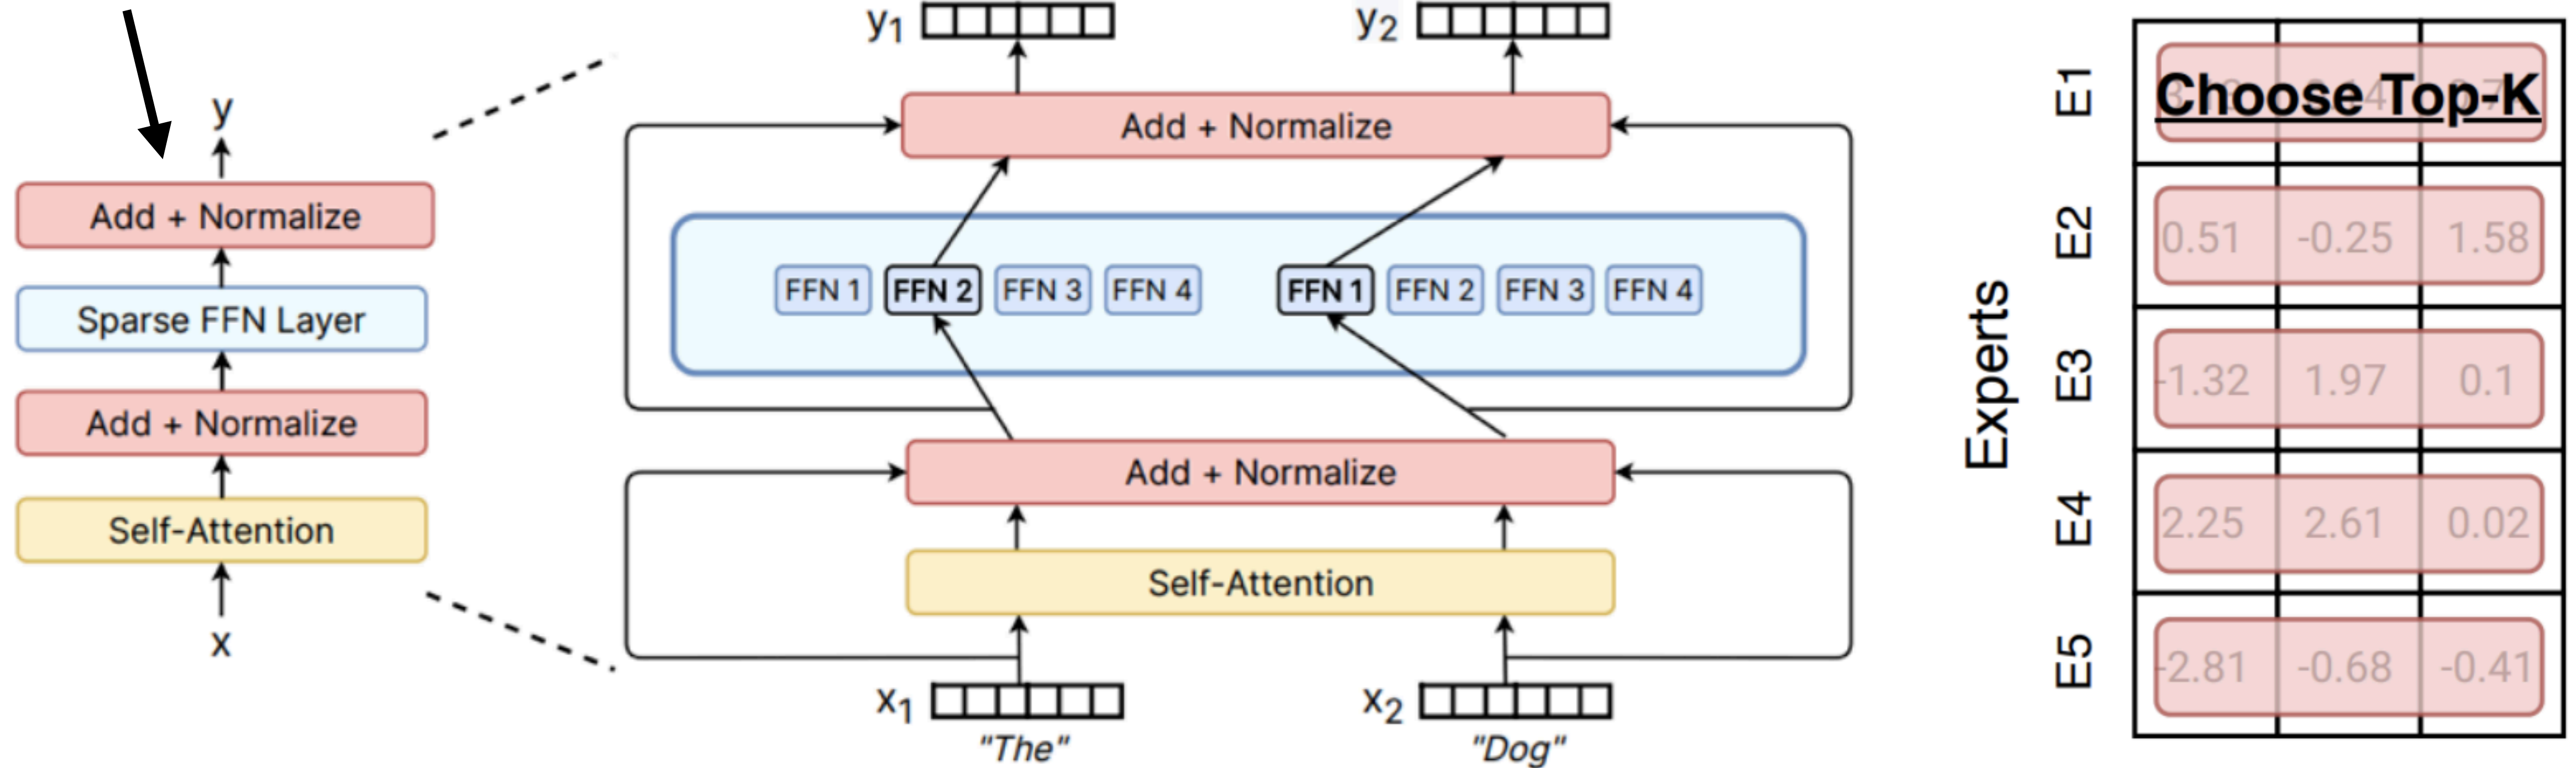 y
Add + Normalize
Sparse FFN Layer
Add + Normalize
Self-Attention
x
y1
y2
Add + Normalize
FFN 1 FFN 2 FFN 3 FFN 4
FFN 1 FFN 2 FFN 3 FFN 4
Add + Normalize
Self-Attention
x1
x2
"The"
"Dog"
Experts
E1 Choose Top-K
E2 0.51 -0.25 1.58
E3 -1.32 1.97 0.1
E4 2.25 2.61 0.02
E5 -2.81 -0.68 -0.41